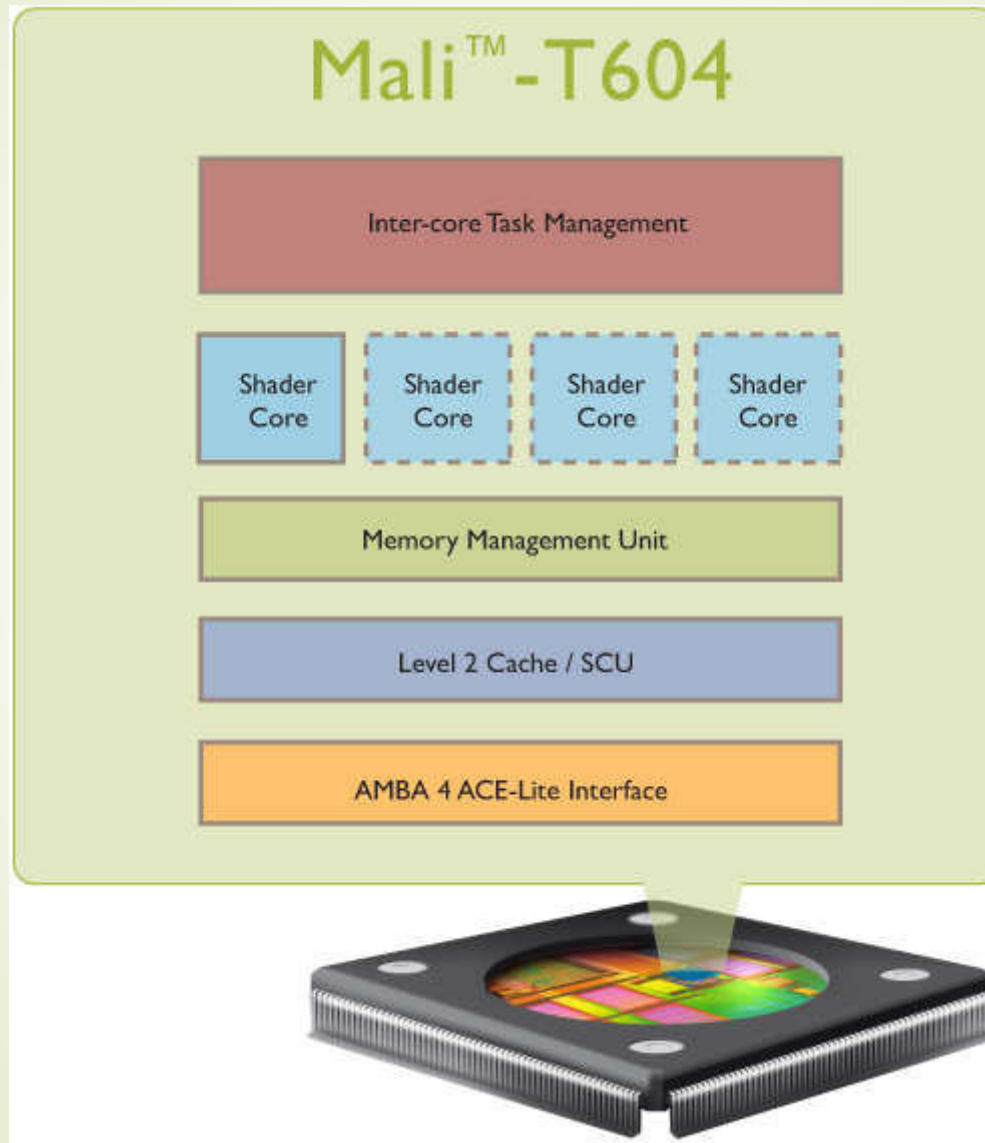 Mali™-T604
Inter-core Task Management
Shader
Core
Shader
Core
Shader
Core
Shader
Core
Memory Management Unit
Level 2 Cache / SCU
AMBA 4 ACE-Lite Interface